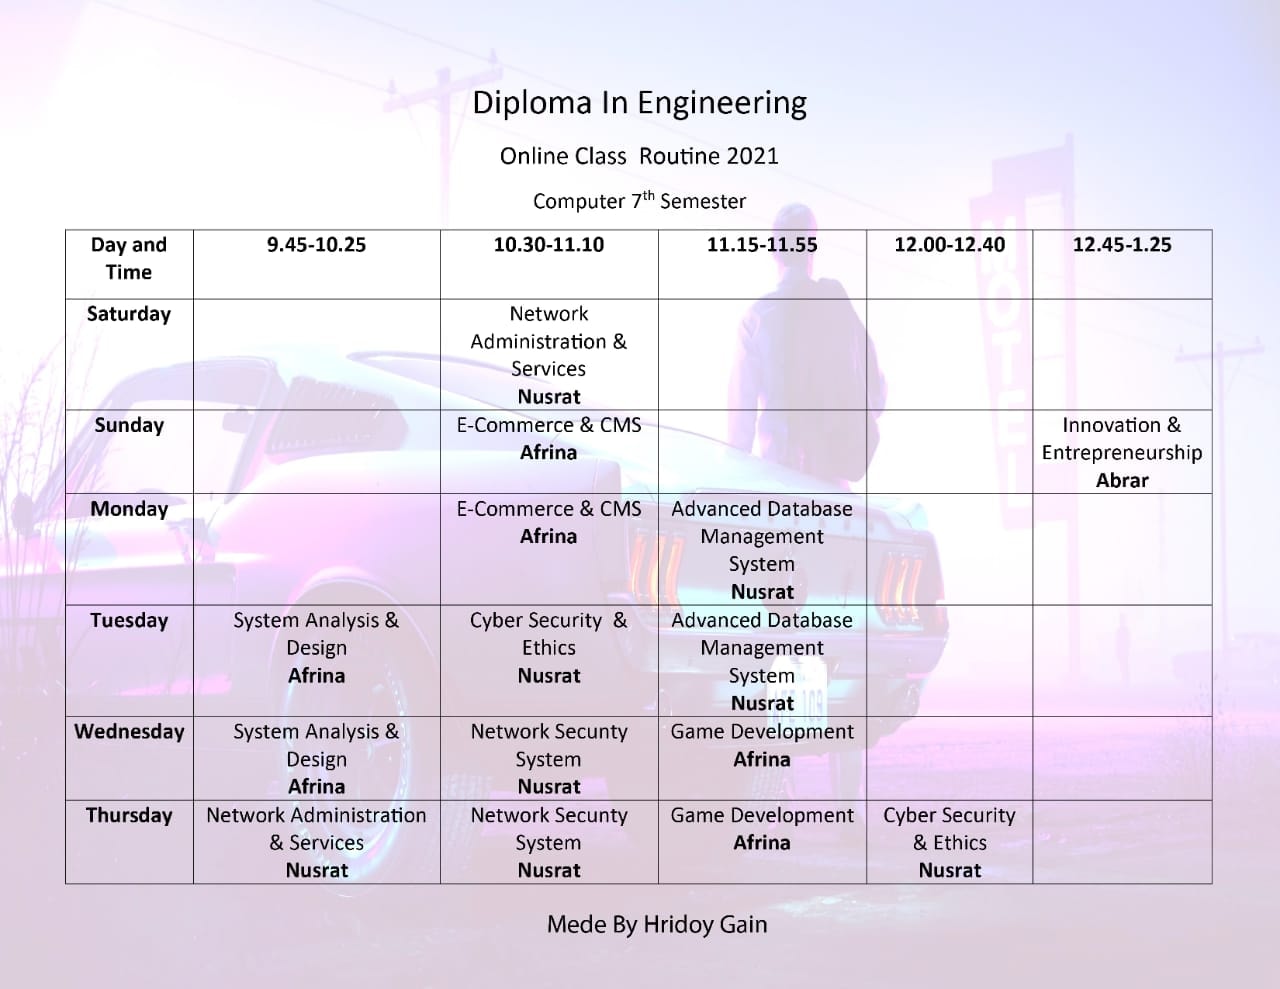 Diploma In Engineering
Online Class Routine 2021
Computer 7th Semester
Day and
Time
9.45-10.25
10.30-11.10
11.15-11.55
12.00-12.40
12.45-1.25
Saturday
Network
Administration &
Services
Nusrat
Sunday
E-Commerce & CMS
Afrina
Innovation &
Entrepreneurship
Abrar
Monday
E-Commerce & CMS
Afrina
Advanced Database
Management
System
Nusrat
Tuesday
System Analysis &
Design
Afrina
Cyber Security &
Ethics
Nusrat
Advanced Database
Management
System
Nusrat
Wednesday
System Analysis &
Design
Afrina
Network Secunty
System
Nusrat
Game Development
Afrina
Thursday
Network Administration
& Services
Nusrat
Network Secunty
System
Nusrat
Game Development
Afrina
Cyber Security
& Ethics
Nusrat
Mede By Hridoy Gain
MOTEL